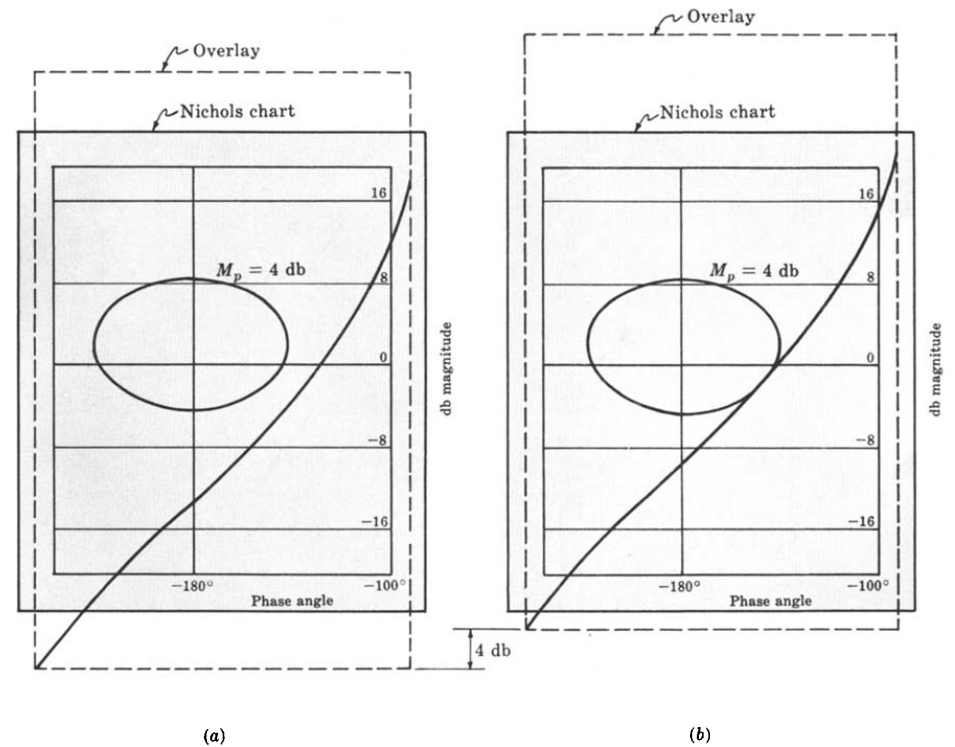 Overlay
Nichols chart
16
M_p = 4 db
8
0
−8
−16
−180°
−100°
Phase angle
db magnitude
(a)
Overlay
Nichols chart
16
M_p = 4 db
8
0
−8
−16
−180°
−100°
Phase angle
db magnitude
4 db
(b)